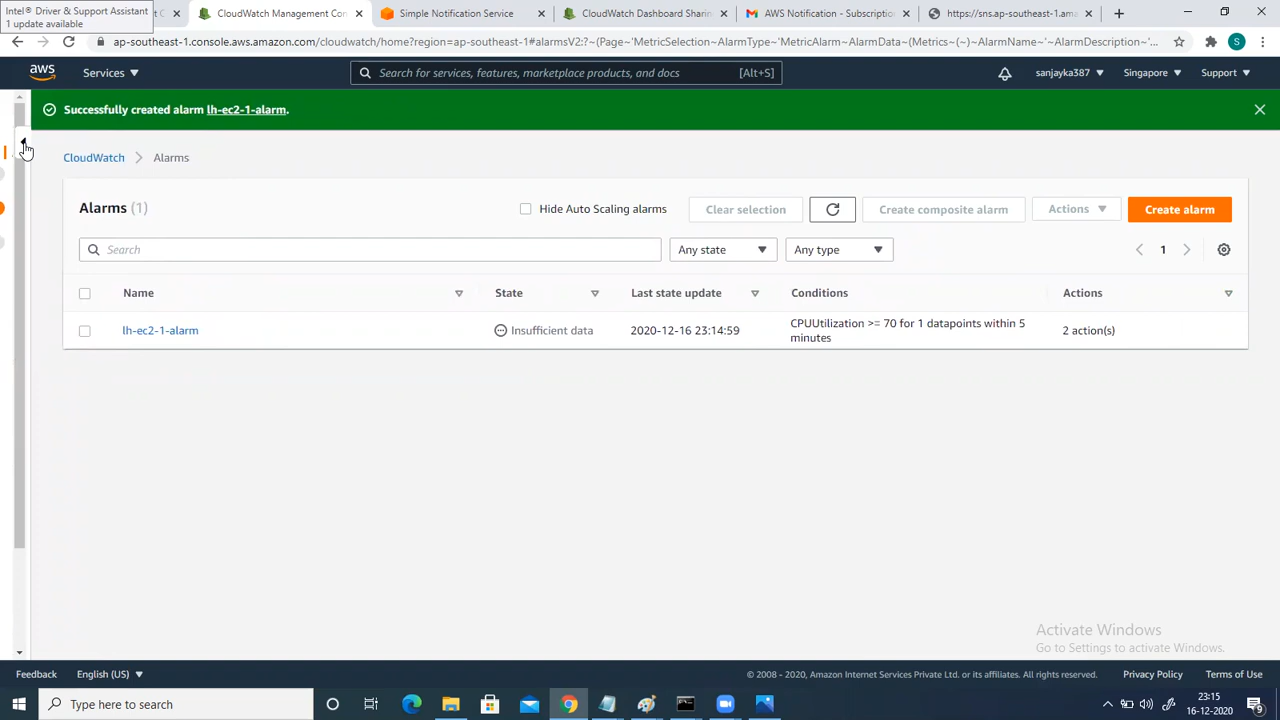 Intel® Driver & Support Assistant
1 update available
CloudWatch Management Con
Simple Notification Service
CloudWatch Dashboard Sharin
AWS Notification - Subscriptio
https://sns.ap-southeast-1.ama
ap-southeast-1.console.aws.amazon.com/cloudwatch/home?region=ap-southeast-1#alarmsV2:?~(Page~'MetricSelection~AlarmType~'MetricAlarm~AlarmData~(Metrics~(~)~AlarmName~'~AlarmDescription~'...
S
aws
Services
Search for services, features, marketplace products, and docs
[Alt+S]
sanjayka387
Singapore
Support
Successfully created alarm lh-ec2-1-alarm.
CloudWatch
Alarms
Alarms (1)
Hide Auto Scaling alarms
Clear selection
Create composite alarm
Actions
Create alarm
Search
Any state
Any type
1
Name
State
Last state update
Conditions
Actions
lh-ec2-1-alarm
Insufficient data
2020-12-16 23:14:59
CPUUtilization >= 70 for 1 datapoints within 5
minutes
2 action(s)
Activate Windows
Go to Settings to activate Windows.
Feedback
English (US)
© 2008 - 2020, Amazon Internet Services Private Ltd. or its affiliates. All rights reserved.
Privacy Policy
Terms of Use
Type here to search
23:15
16-12-2020